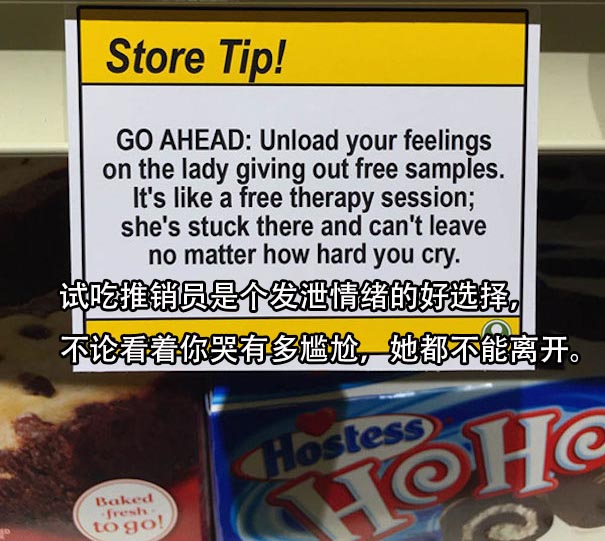 Store Tip!
GO AHEAD: Unload your feelings
on the lady giving out free samples.
It's like a free therapy session;
she's stuck there and can't leave
no matter how hard you cry.
试吃推销员是个发泄情绪的好选择,
不论看着你哭有多尴尬，她都不能离开。
Hostess
HOHO
Baked
-fresh-
to go!